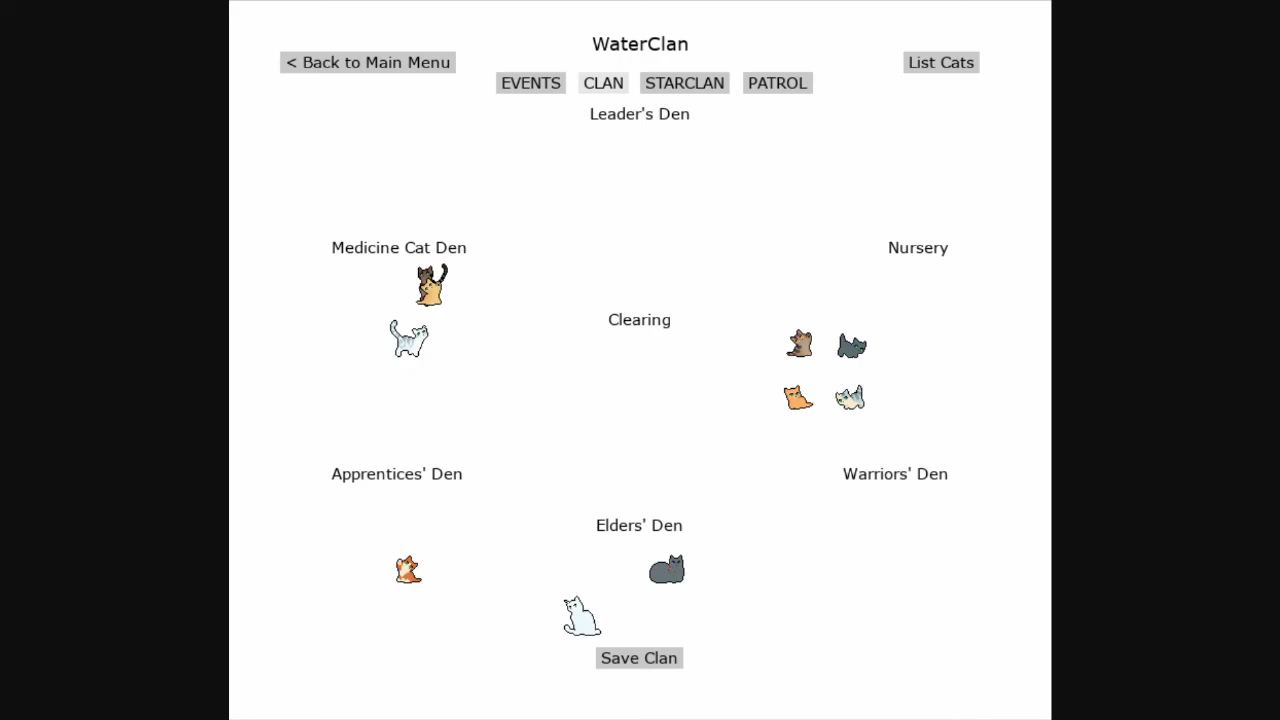 WaterClan
< Back to Main Menu
List Cats
EVENTS CLAN STARCLAN PATROL
Leader's Den
Medicine Cat Den
Nursery
Clearing
Apprentices' Den
Warriors' Den
Elders' Den
Save Clan